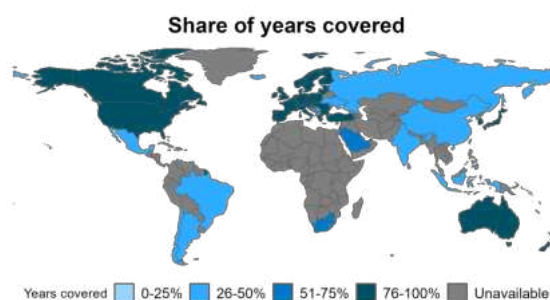 Share of years covered
Years covered 0-25% 26-50% 51-75% 76-100% Unavailable